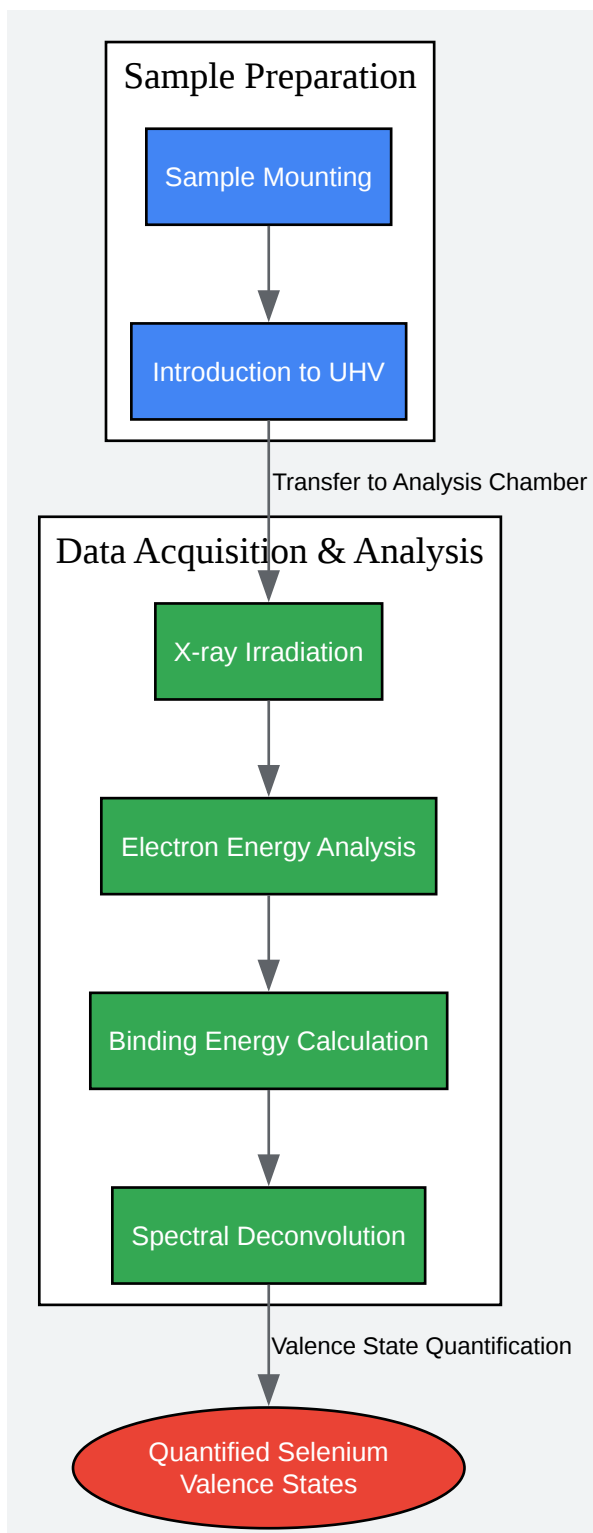 Sample Preparation
Sample Mounting
Introduction to UHV
Transfer to Analysis Chamber
Data Acquisition & Analysis
X-ray Irradiation
Electron Energy Analysis
Binding Energy Calculation
Spectral Deconvolution
Valence State Quantification
Quantified Selenium
Valence States